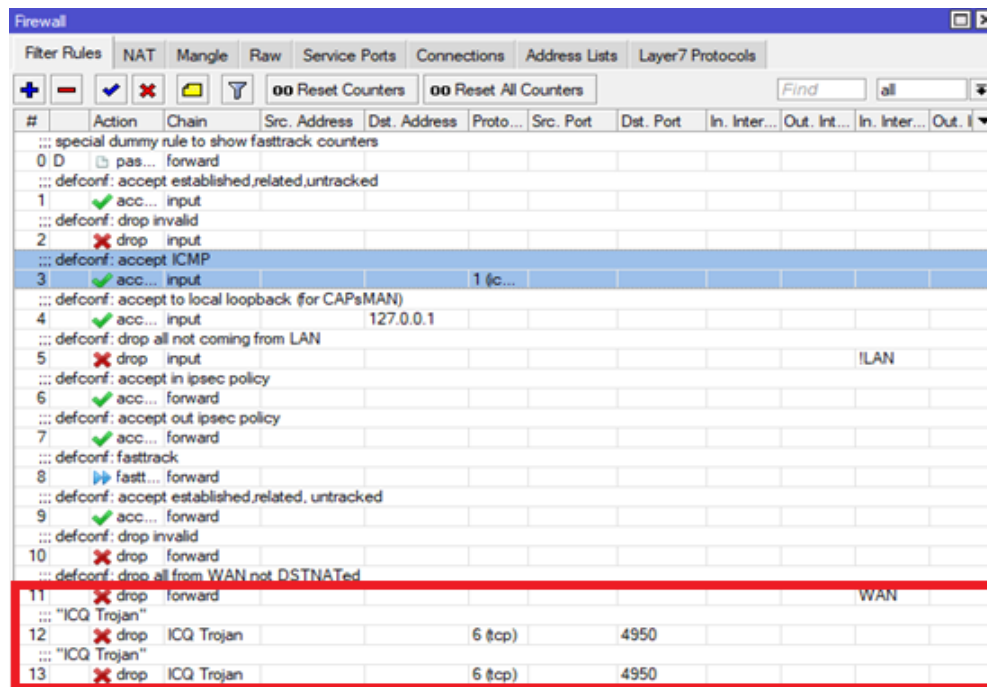 Firewall
Filter Rules NAT Mangle Raw Service Ports Connections Address Lists Layer7 Protocols
00 Reset Counters 00 Reset All Counters Find all
# Action Chain Src. Address Dst. Address Proto... Src. Port Dst. Port In. Inter... Out. Int... In. Inter... Out. I
;;; special dummy rule to show fasttrack counters
0 D pas... forward
;;; defconf: accept established,related,untracked
1 acc... input
;;; defconf: drop invalid
2 drop input
;;; defconf: accept ICMP
3 acc... input 1 (ic...
;;; defconf: accept to local loopback (for CAPsMAN)
4 acc... input 127.0.0.1
;;; defconf: drop all not coming from LAN
5 drop input !LAN
;;; defconf: accept in ipsec policy
6 acc... forward
;;; defconf: accept out ipsec policy
7 acc... forward
;;; defconf: fasttrack
8 fastt... forward
;;; defconf: accept established,related, untracked
9 acc... forward
;;; defconf: drop invalid
10 drop forward
;;; defconf: drop all from WAN not DSTNATed
11 drop forward WAN
;;; "ICQ Trojan"
12 drop ICQ Trojan 6 (tcp) 4950
;;; "ICQ Trojan"
13 drop ICQ Trojan 6 (tcp) 4950